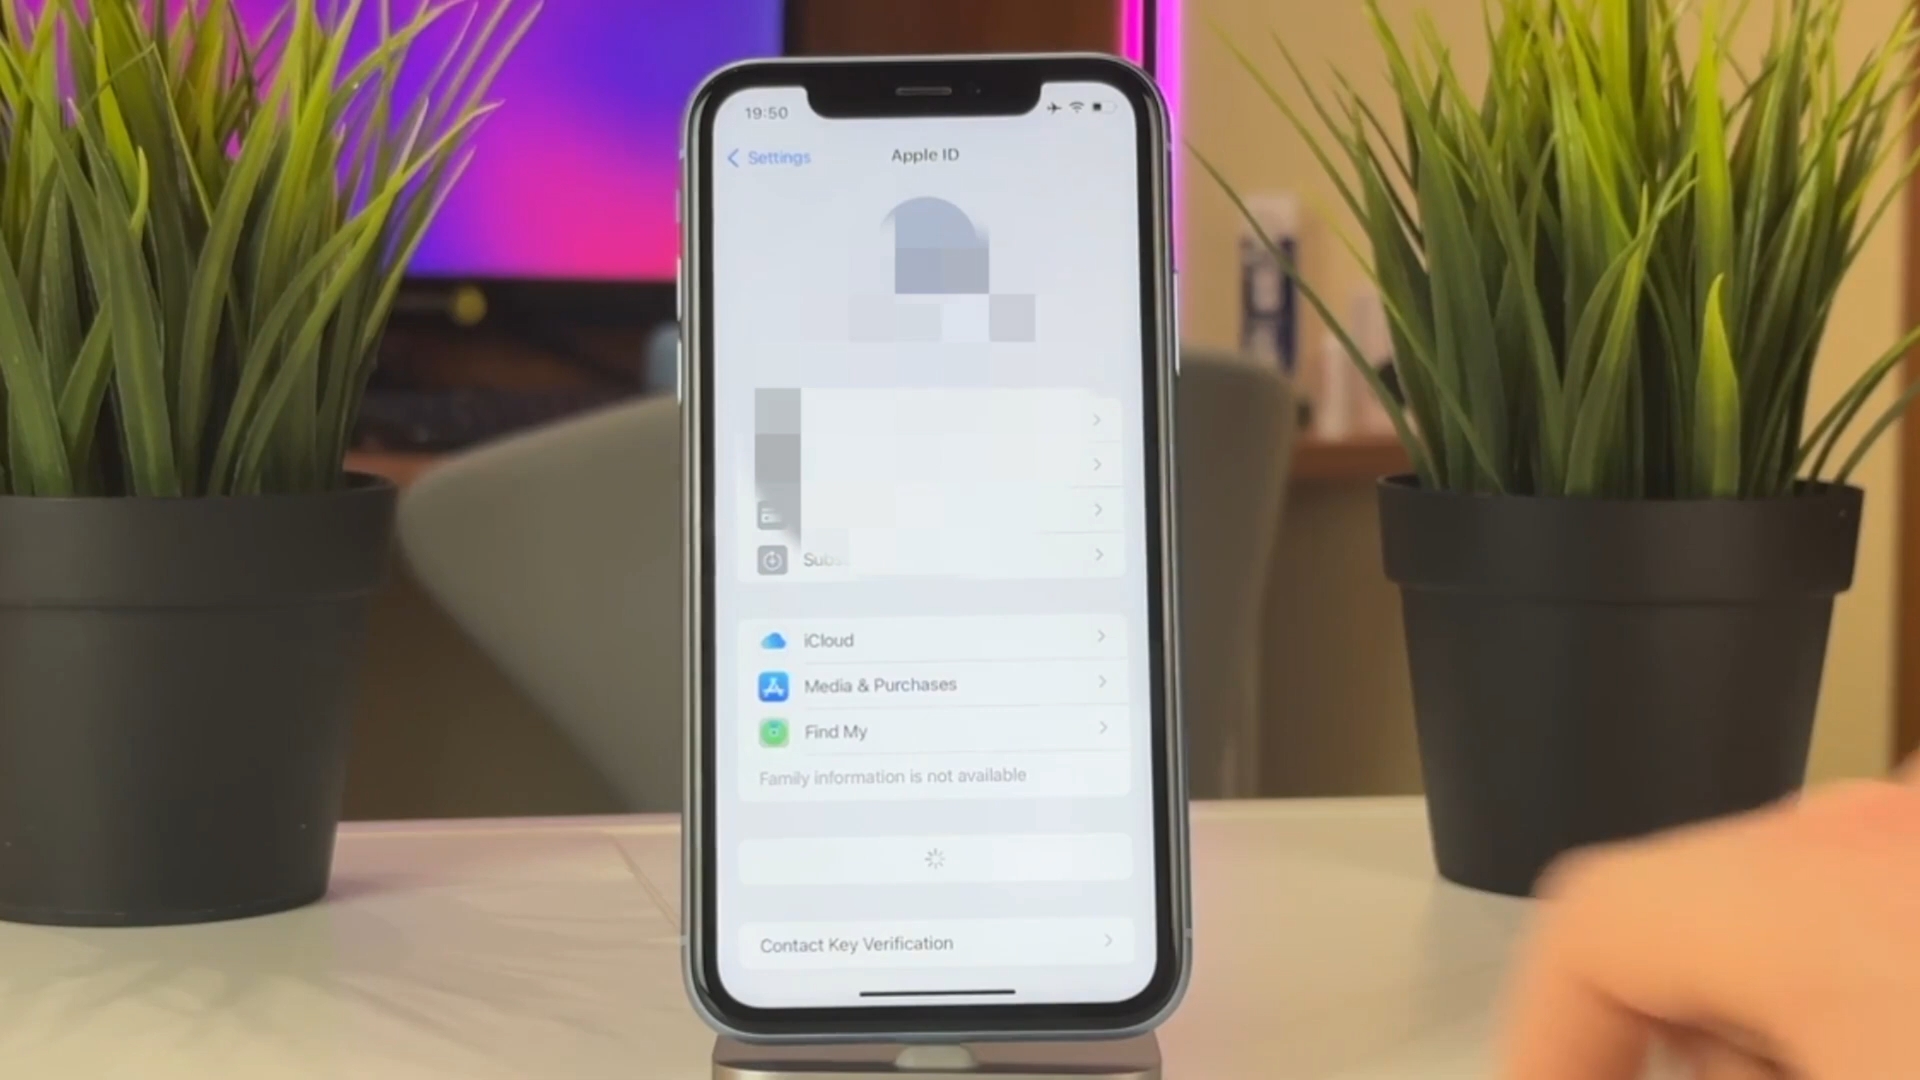 19:50
Settings
Apple ID
iCloud
Media & Purchases
Find My
Family information is not available
Contact Key Verification